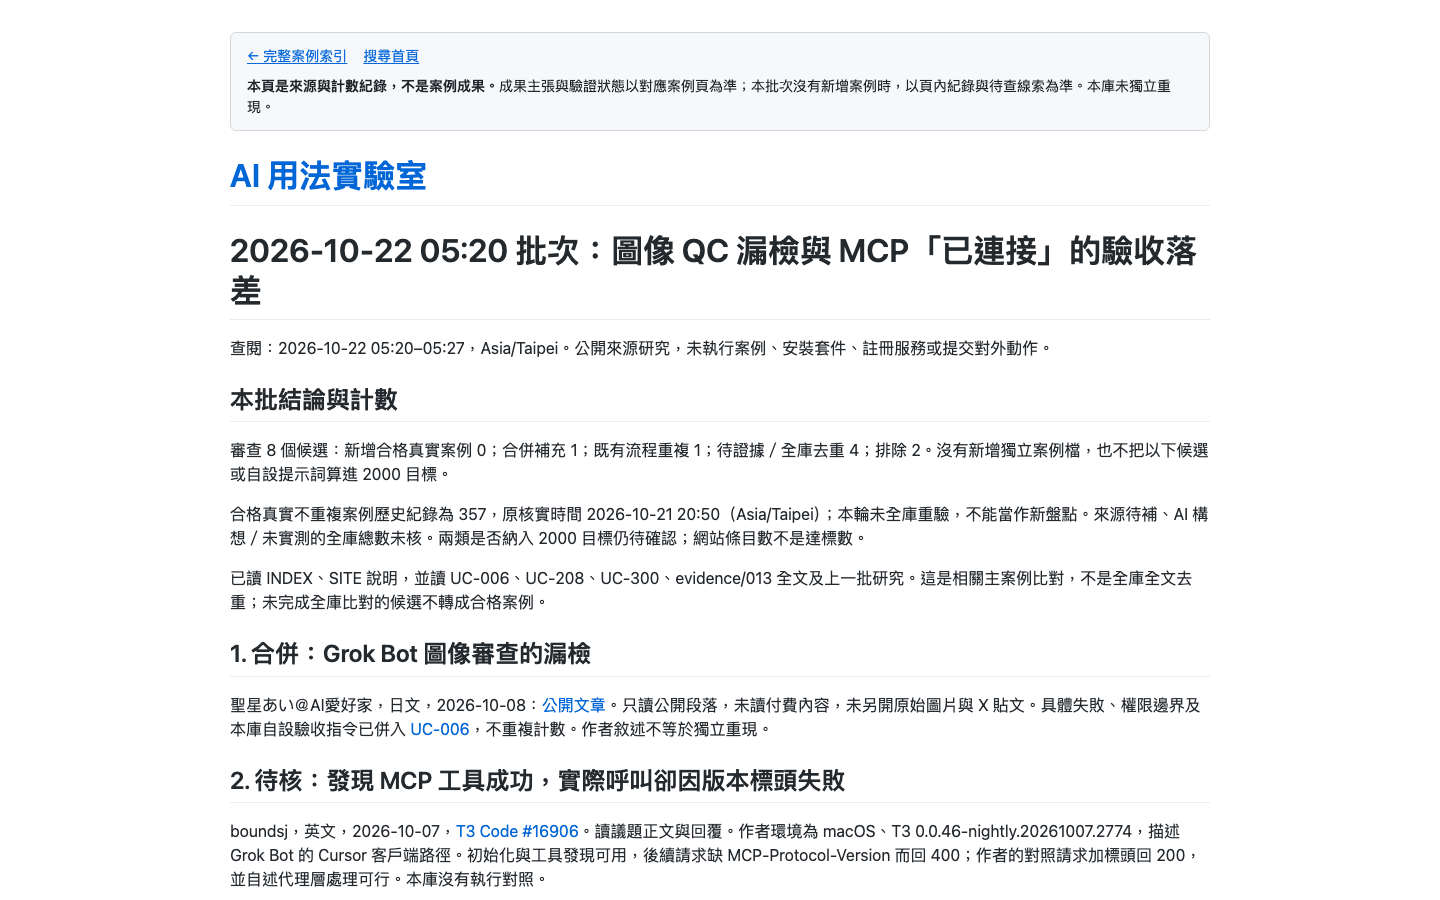 ← 完整案例索引 搜尋首頁
本頁是來源與計數紀錄，不是案例成果。成果主張與驗證狀態以對應案例頁為準；本批次沒有新增案例時，以頁內紀錄與待查線索為準。本庫未獨立重
現。
AI 用法實驗室
2026-10-22 05:20 批次：圖像 QC 漏檢與 MCP「已連接」的驗收落
差
查閱：2026-10-22 05:20–05:27，Asia/Taipei。公開來源研究，未執行案例、安裝套件、註冊服務或提交對外動作。
本批結論與計數
審查 8 個候選：新增合格真實案例 0；合併補充 1；既有流程重複 1；待證據 / 全庫去重 4；排除 2。沒有新增獨立案例檔，也不把以下候選
或自設提示詞算進 2000 目標。
合格真實不重複案例歷史紀錄為 357，原核實時間 2026-10-21 20:50（Asia/Taipei）；本輪未全庫重驗，不能當作新盤點。來源待補、AI 構
想 / 未實測的全庫總數未核。兩類是否納入 2000 目標仍待確認；網站條目數不是達標數。
已讀 INDEX、SITE 說明，並讀 UC-006、UC-208、UC-300、evidence/013 全文及上一批研究。這是相關主案例比對，不是全庫全文去
重；未完成全庫比對的候選不轉成合格案例。
1. 合併：Grok Bot 圖像審查的漏檢
聖星あい＠AI愛好家，日文，2026-10-08：公開文章。只讀公開段落，未讀付費內容，未另開原始圖片與 X 貼文。具體失敗、權限邊界及
本庫自設驗收指令已併入 UC-006，不重複計數。作者敘述不等於獨立重現。
2. 待核：發現 MCP 工具成功，實際呼叫卻因版本標頭失敗
boundsj，英文，2026-10-07，T3 Code #16906。讀議題正文與回覆。作者環境為 macOS、T3 0.0.46-nightly.20261007.2774，描述
Grok Bot 的 Cursor 客戶端路徑。初始化與工具發現可用，後續請求缺 MCP-Protocol-Version 而回 400；作者的對照請求加標頭回 200，
並自述代理層處理可行。本庫沒有執行對照。